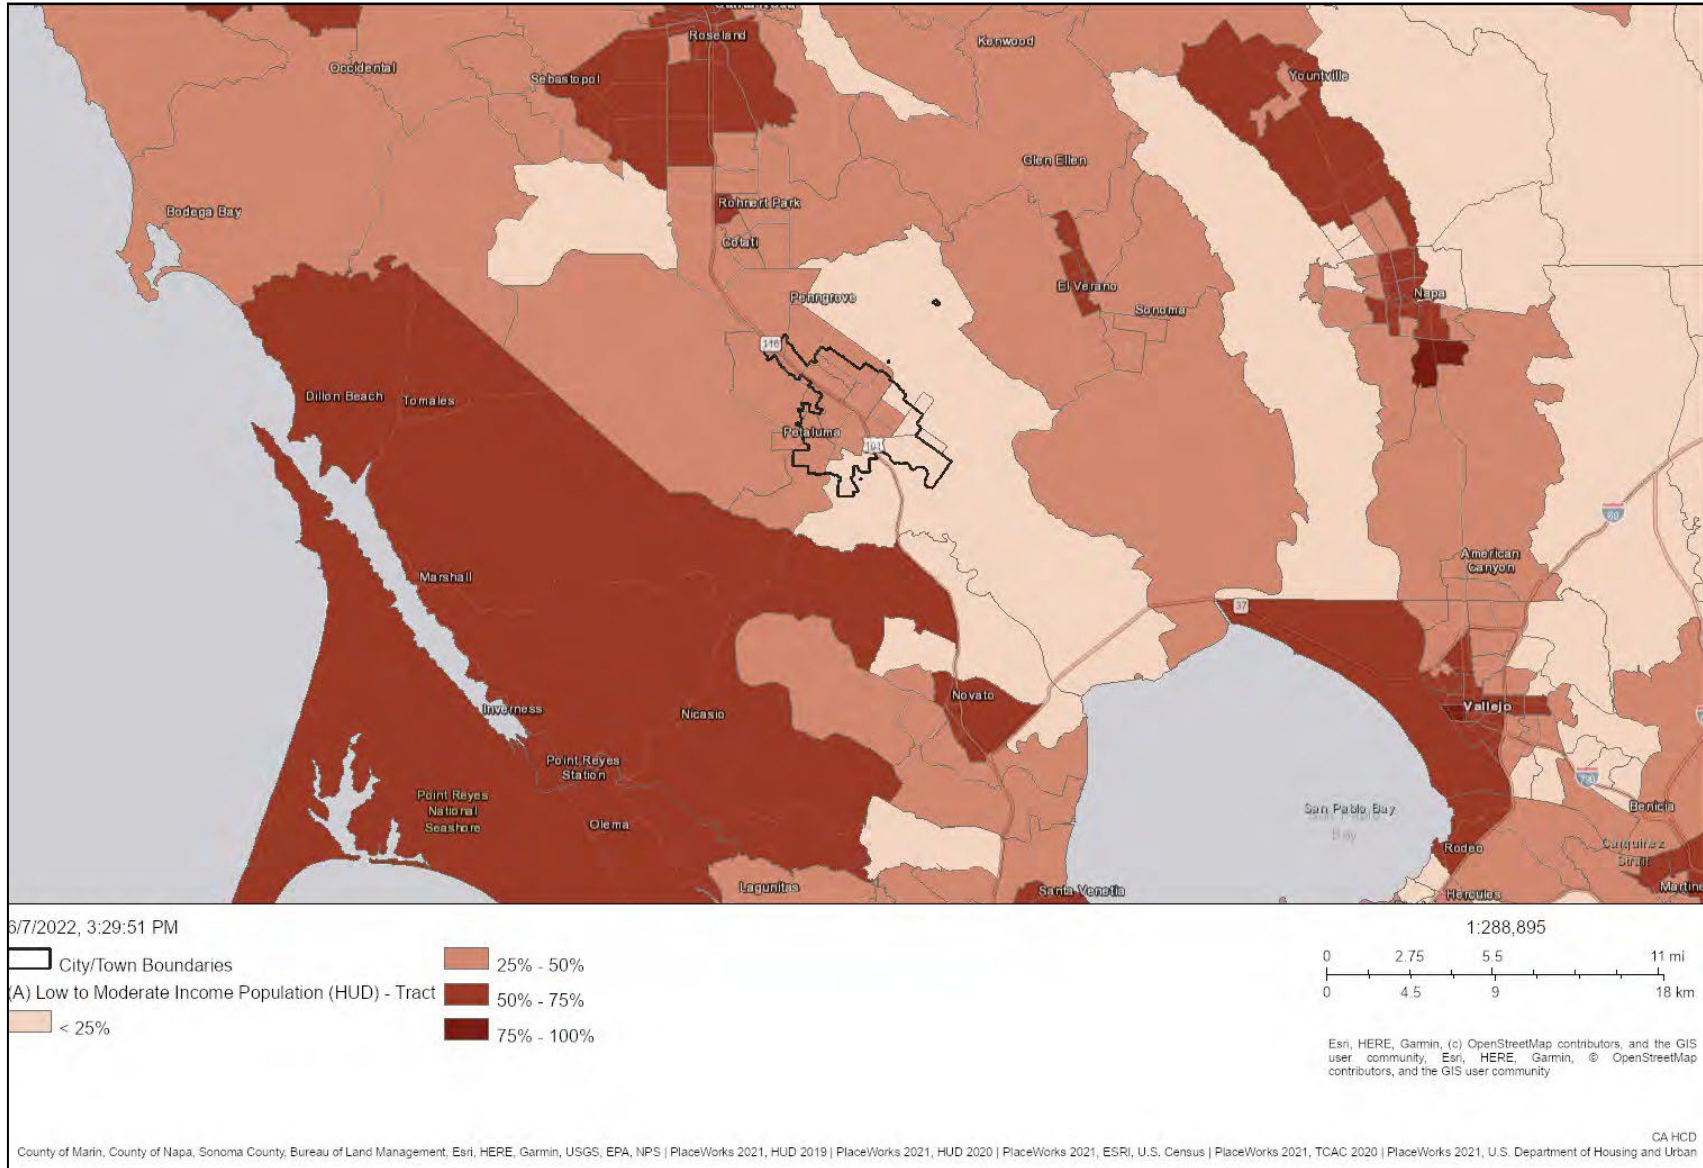 Roseland
Kenwood
Occidental
Sebastopol
Yountville
Glen Ellen
Bodega Bay
Rohnert Park
Cotati
El Verano
Penngrove
Napa
Sonoma
116
Dillon Beach
Tomales
Petaluma
101
80
American
Canyon
Marshall
37
Novato
Inverness
Nicasio
Vallejo
Point Reyes
Station
780
Point Reyes
National
Seashore
San Pablo Bay
Bay
Benicia
Olema
Rodeo
Carquinez
Strait
Lagunitas
Santa Venetia
Hercules
Martine
6/7/2022, 3:29:51 PM
City/Town Boundaries
(A) Low to Moderate Income Population (HUD) - Tract
< 25%
25% - 50%
50% - 75%
75% - 100%
1:288,895
0 2.75 5.5 11 mi
0 4.5 9 18 km
Esri, HERE, Garmin, (c) OpenStreetMap contributors, and the GIS
user community, Esri, HERE, Garmin, © OpenStreetMap
contributors, and the GIS user community
CA HCD
County of Marin, County of Napa, Sonoma County, Bureau of Land Management, Esri, HERE, Garmin, USGS, EPA, NPS | PlaceWorks 2021, HUD 2019 | PlaceWorks 2021, HUD 2020 | PlaceWorks 2021, ESRI, U.S. Census | PlaceWorks 2021, TCAC 2020 | PlaceWorks 2021, U.S. Department of Housing and Urban